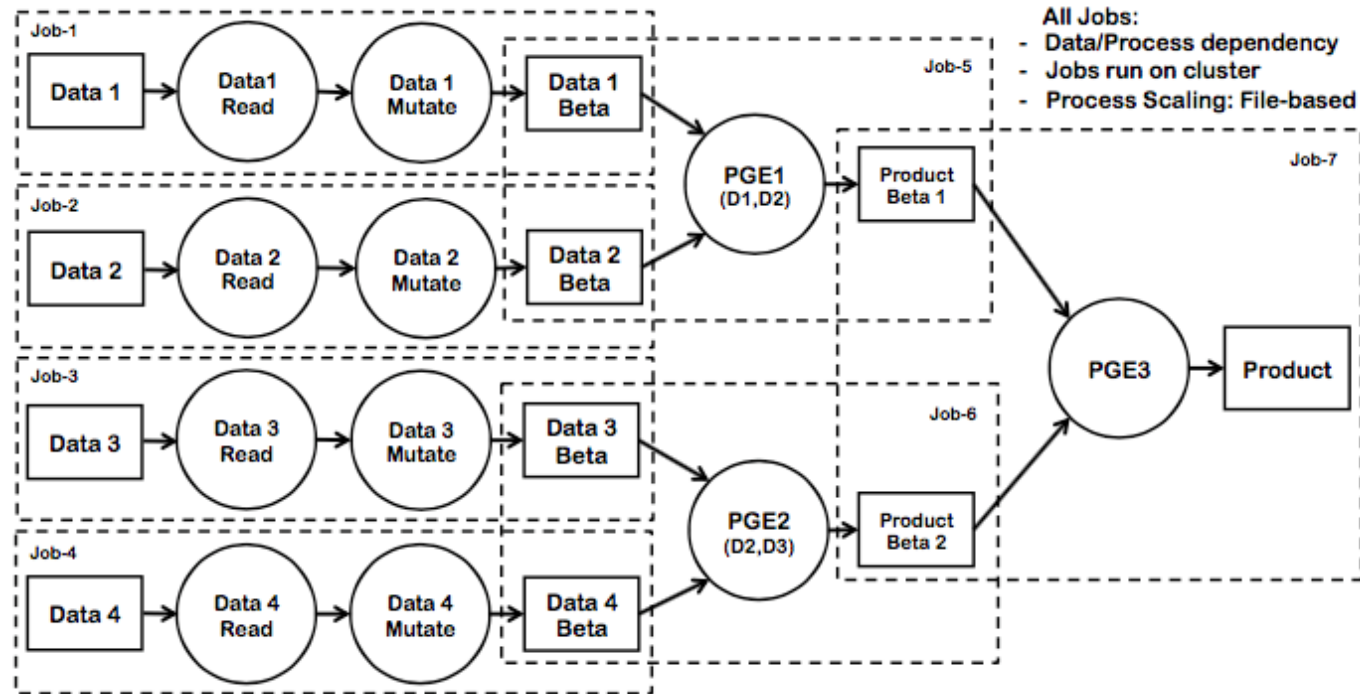 All Jobs:
- Data/Process dependency
- Jobs run on cluster
- Process Scaling: File-based
Job-1
Data 1
Data1
Read
Data 1
Mutate
Data 1
Beta
Job-2
Data 2
Data 2
Read
Data 2
Mutate
Data 2
Beta
Job-5
PGE1
(D1,D2)
Product
Beta 1
Job-3
Data 3
Data 3
Read
Data 3
Mutate
Data 3
Beta
Job-4
Data 4
Data 4
Read
Data 4
Mutate
Data 4
Beta
Job-6
PGE2
(D2,D3)
Product
Beta 2
Job-7
PGE3
Product